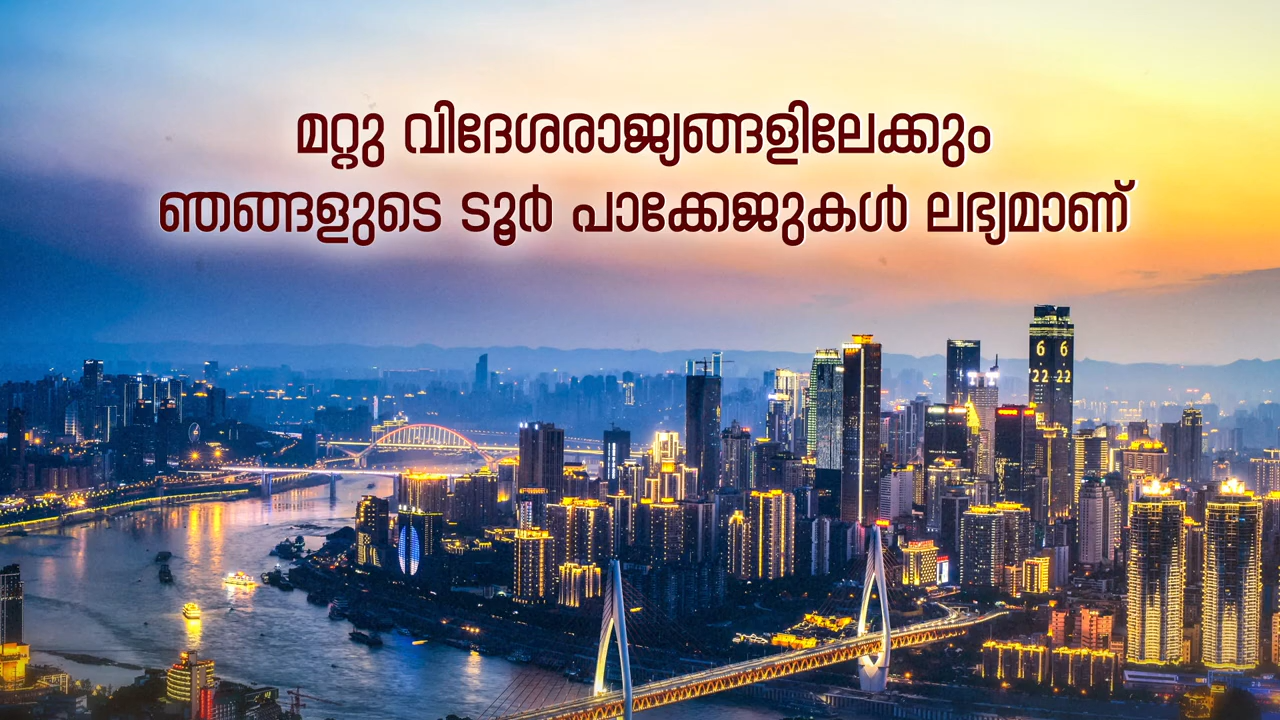 മറ്റു വിദേശരാജ്യങ്ങളിലേക്കും
ഞങ്ങളുടെ ടൂർ പാക്കേജുകൾ ലഭ്യമാണ്
6 6
22 22